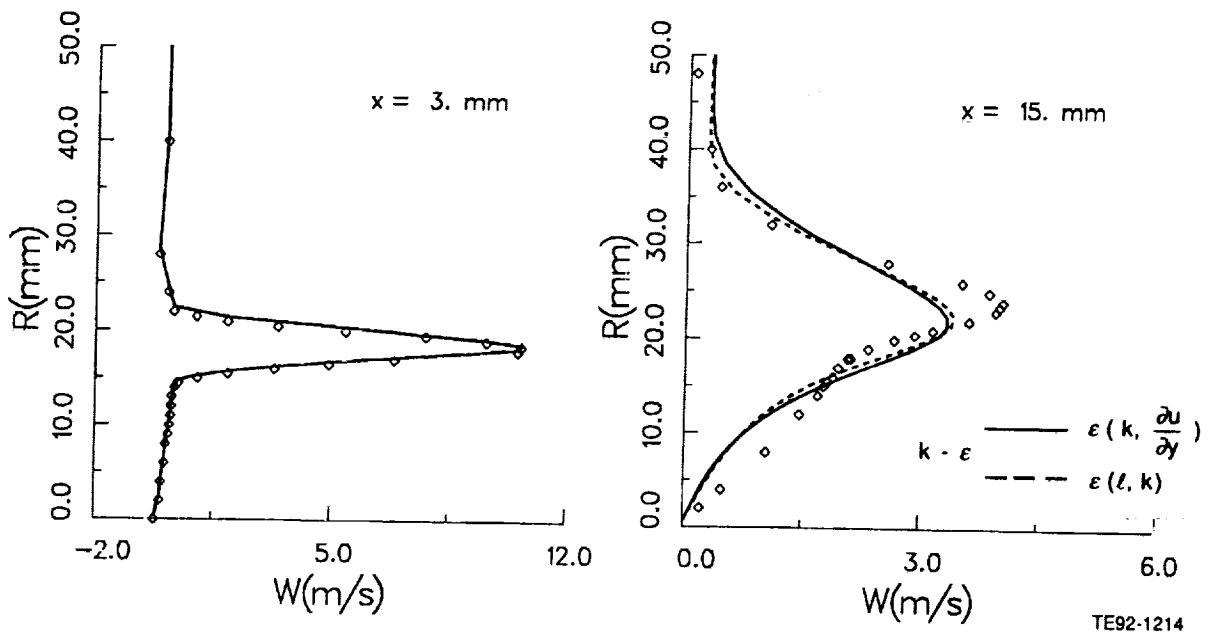 50.0
40.0
30.0
20.0
10.0
0.0
R(mm)
x = 3. mm
-2.0
5.0
12.0
W(m/s)
50.0
40.0
30.0
20.0
10.0
0.0
R(mm)
x = 15. mm
k - ε
ε(k, ∂u/∂y)
ε(ℓ, k)
0.0
3.0
6.0
W(m/s)
TE92-1214